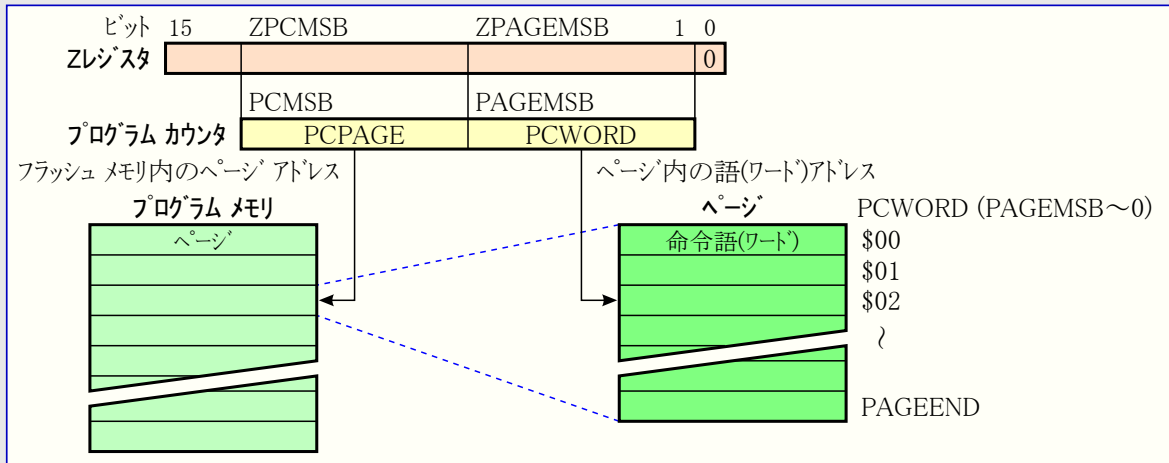 ビット 15 ZPCMSB ZPAGEMSB 1 0
Zレジスタ 0
PCMSB PAGEMSB
プログラム カウンタ PCPAGE PCWORD
フラッシュ メモリ内のページ アドレス ページ内の語(ワード)アドレス
プログラム メモリ ページ PCWORD (PAGEMSB～0)
ページ 命令語(ワード) $00
$01
$02
～
PAGEEND